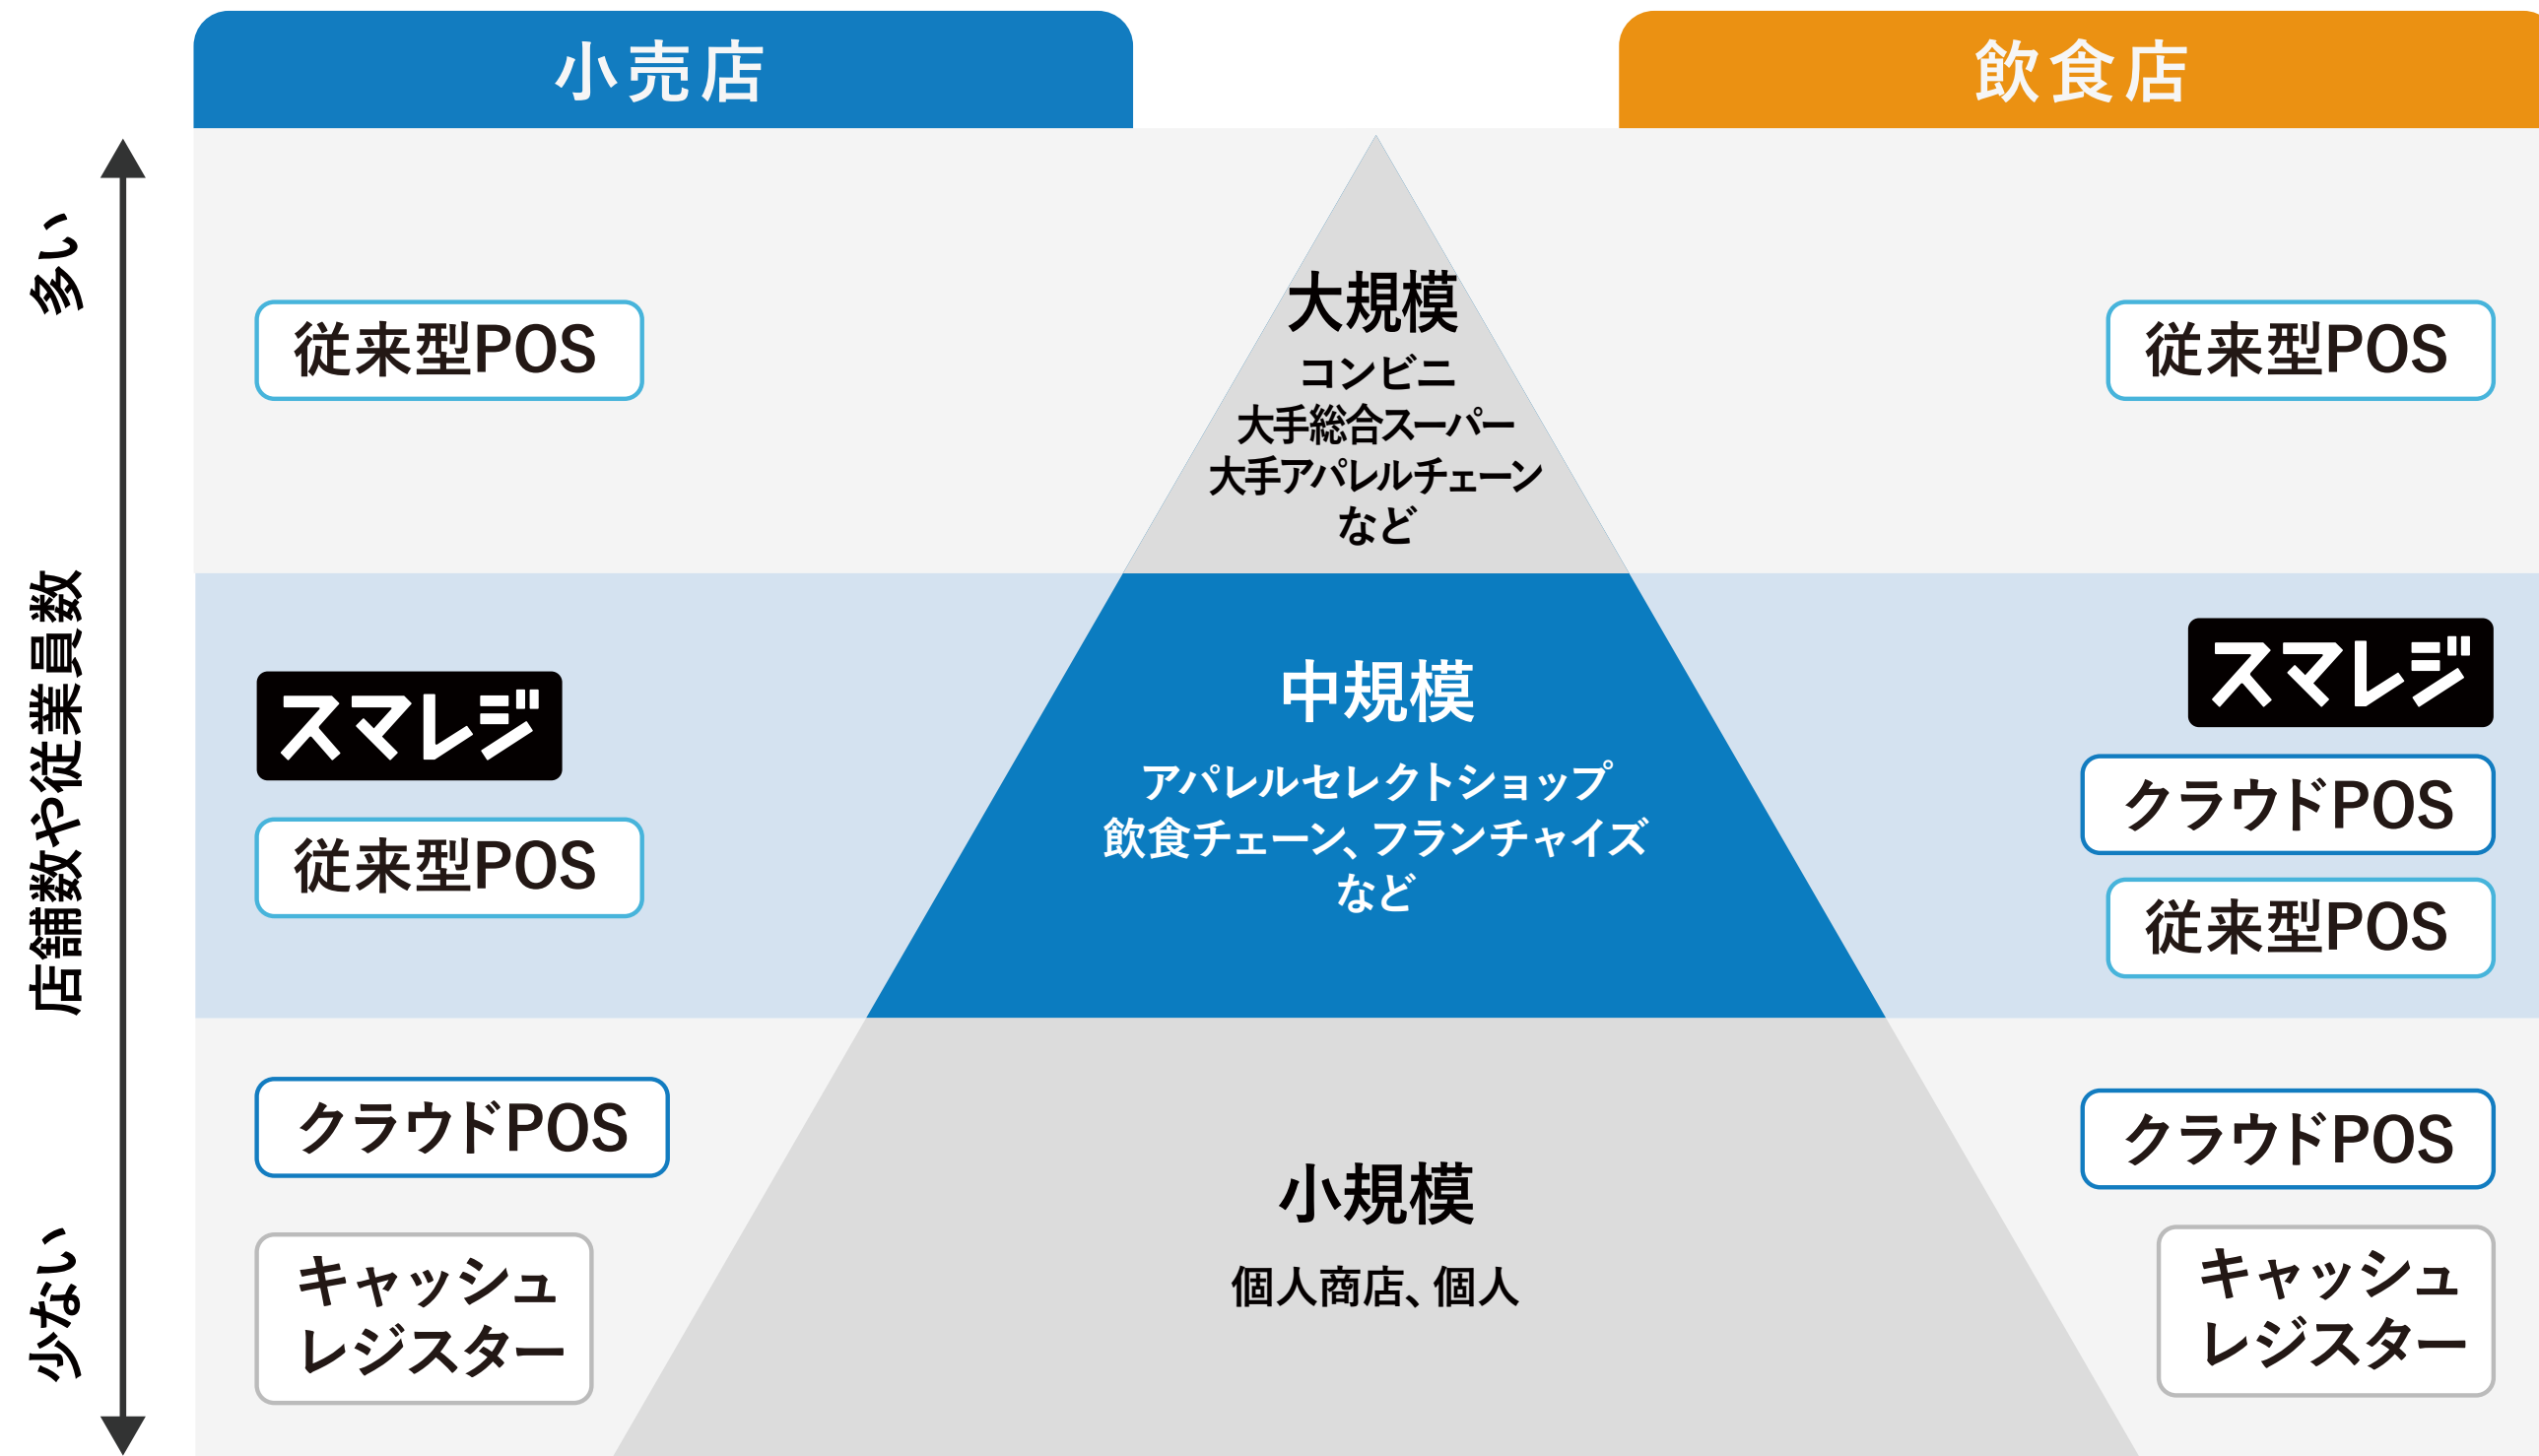 小売店
飲食店
多い
店舗数や従業員数
少ない
従来型POS
大規模
コンビニ
大手総合スーパー
大手アパレルチェーン
など
従来型POS
スマレジ
従来型POS
中規模
アパレルセレクトショップ
飲食チェーン、フランチャイズ
など
スマレジ
クラウドPOS
従来型POS
クラウドPOS
キャッシュ
レジスター
小規模
個人商店、個人
クラウドPOS
キャッシュ
レジスター